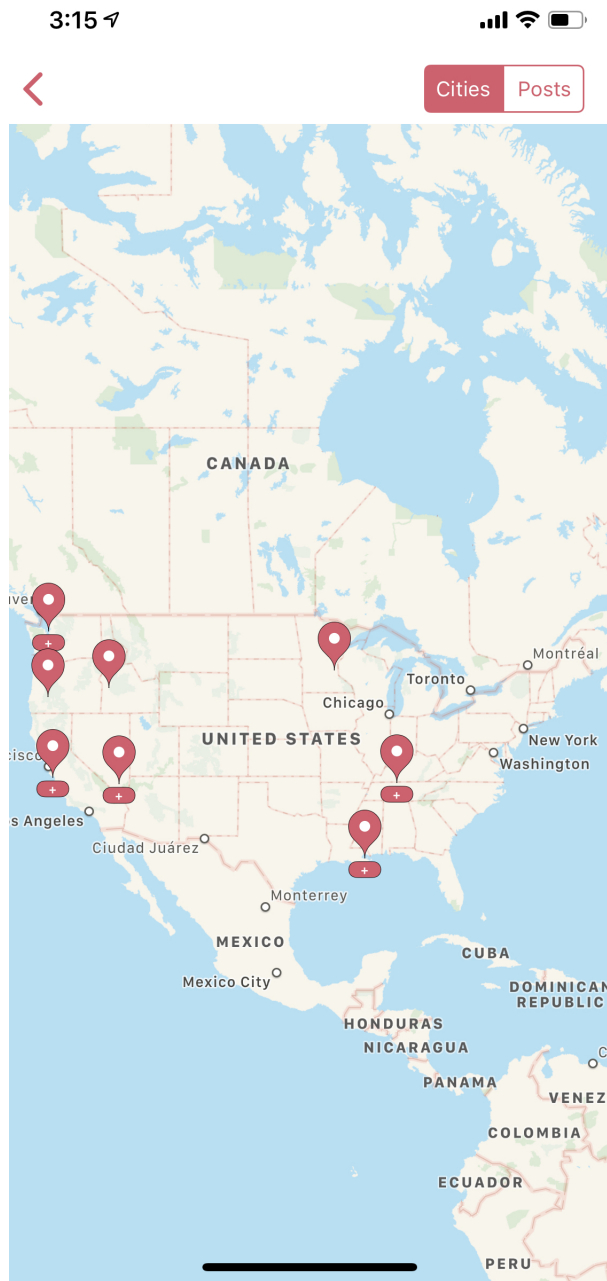 3:15
Cities Posts
CANADA
Montréal
Toronto
Chicago
UNITED STATES
New York
Washington
s Angeles
Ciudad Juárez
Monterrey
MEXICO
CUBA
Mexico City
DOMINICAN
REPUBLIC
HONDURAS
NICARAGUA
PANAMA
VENEZ
COLOMBIA
ECUADOR
PERU